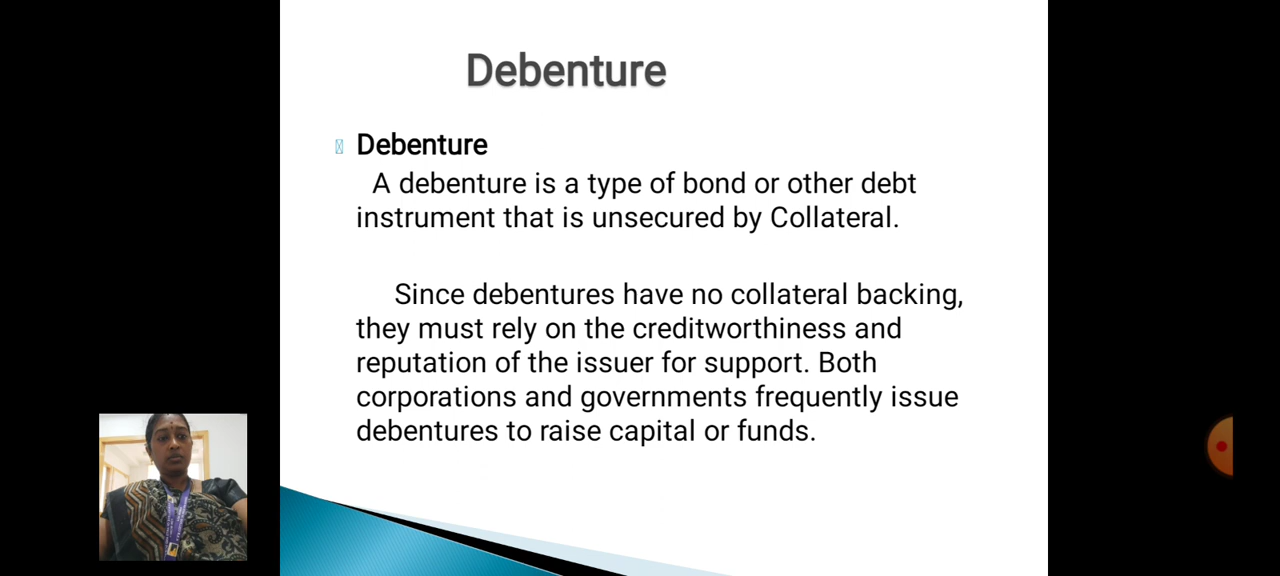 Debenture
Debenture
A debenture is a type of bond or other debt
instrument that is unsecured by Collateral.
Since debentures have no collateral backing,
they must rely on the creditworthiness and
reputation of the issuer for support. Both
corporations and governments frequently issue
debentures to raise capital or funds.